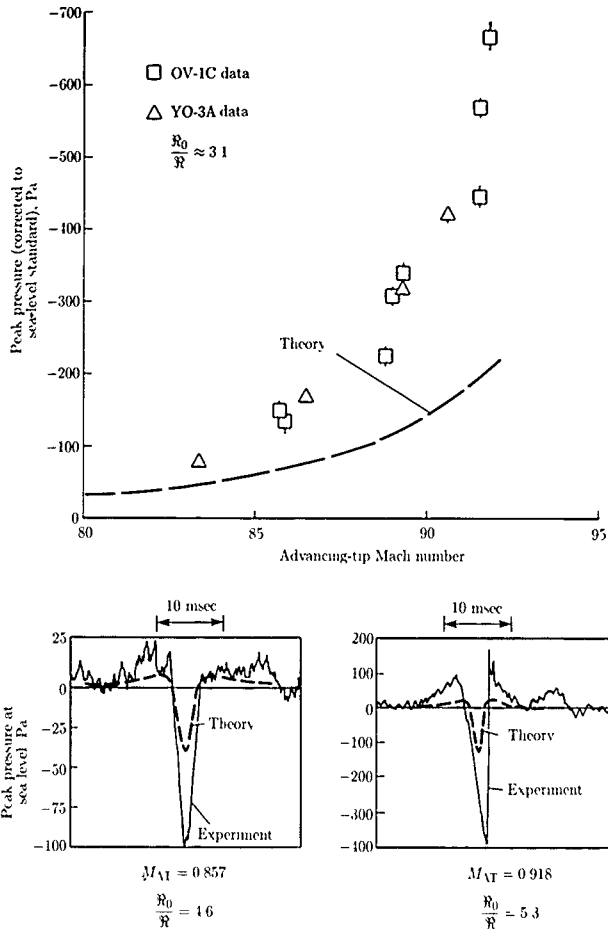 -700
-600
-500
-400
-300
-200
-100
0
Peak pressure (corrected to
sea-level standard), Pa
OV-1C data
YO-3A data
ℜ0
ℜ
≈ 3 1
Theory
80
85
90
95
Advancing-tip Mach number
10 msec
25
0
-25
-50
-75
-100
Peak pressure at
sea level Pa
Theory
Experiment
MAT = 0 857
ℜ0
ℜ
= 4 6
10 msec
200
100
0
-100
-200
-300
-400
Theory
Experiment
MAT = 0 918
ℜ0
ℜ
= 5 3